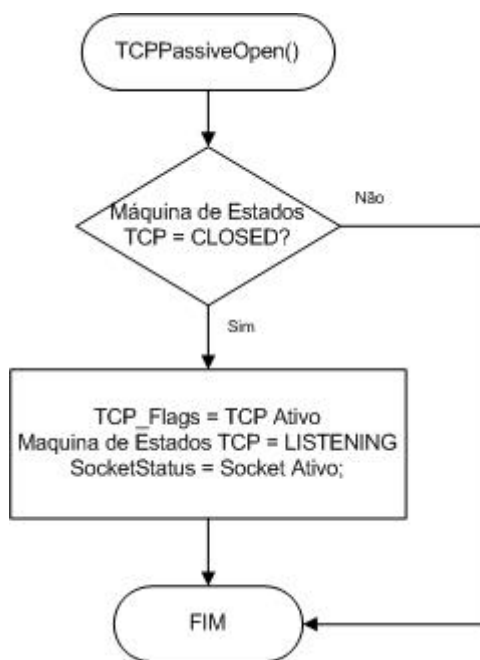 TCPPassiveOpen()
Máquina de Estados
TCP = CLOSED?
Não
Sim
TCP_Flags = TCP Ativo
Maquina de Estados TCP = LISTENING
SocketStatus = Socket Ativo;
FIM